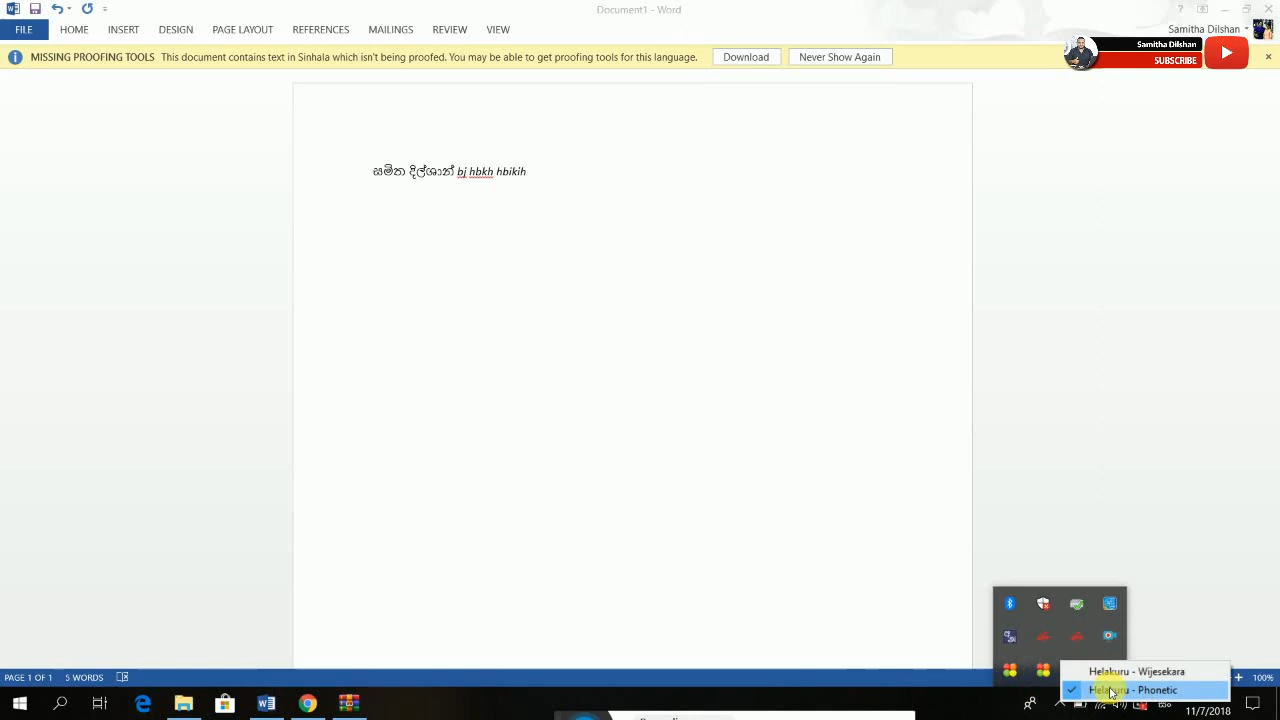 Document1 - Word
FILE HOME INSERT DESIGN PAGE LAYOUT REFERENCES MAILINGS REVIEW VIEW
Samitha Dilshan
MISSING PROOFING TOOLS This document contains text in Sinhala which isn't being proofed. You may be able to get proofing tools for this language. Download Never Show Again
Samitha Dilshan
SUBSCRIBE
සමිත දිල්ශාන් bj hbkh hbikih
Helakuru - Wijesekara
Helakuru - Phonetic
PAGE 1 OF 1 5 WORDS
100%
11/7/2018